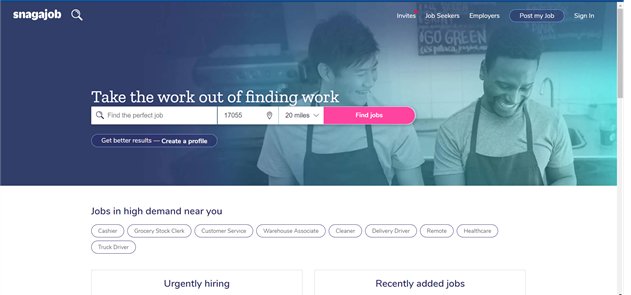 snagajob
Invites Job Seekers Employers Post my Job Sign In
GO GREEN
Take the work out of finding work
Find the perfect job 17055 20 miles Find jobs
Get better results — Create a profile
Jobs in high demand near you
Cashier Grocery Stock Clerk Customer Service Warehouse Associate Cleaner Delivery Driver Remote Healthcare
Truck Driver
Urgently hiring Recently added jobs